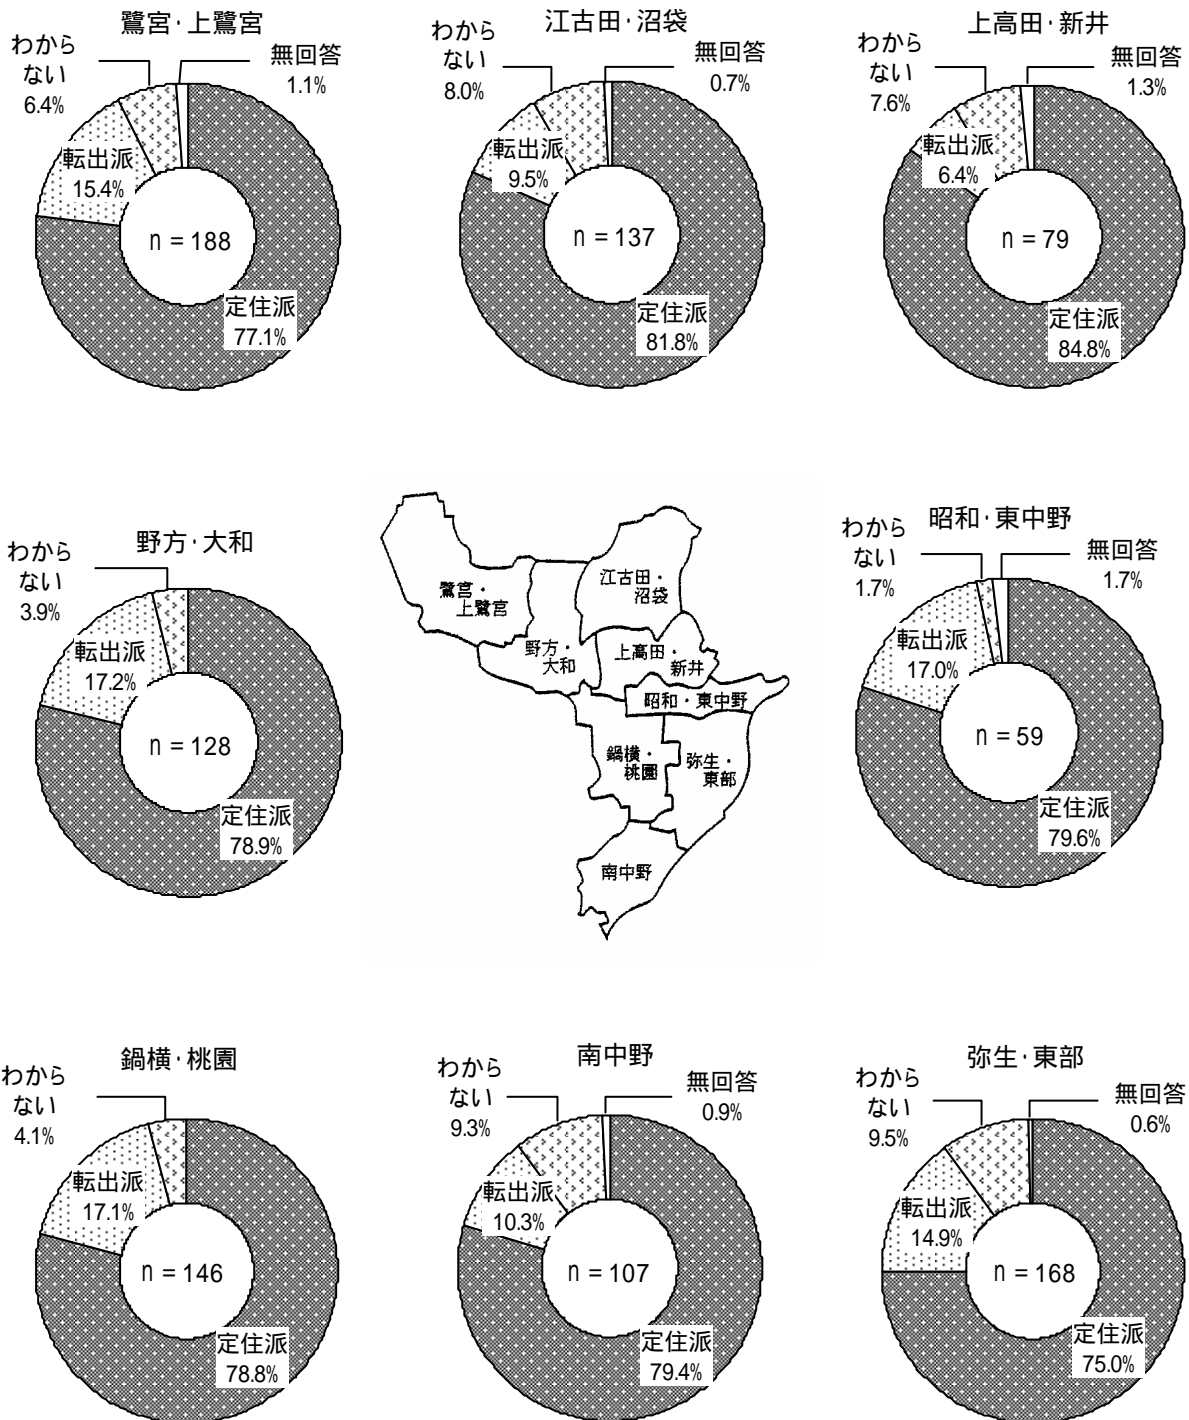 鷺宮・上鷺宮
わから
ない
6.4%
無回答
1.1%
転出派
15.4%
n = 188
定住派
77.1%
江古田・沼袋
わから
ない
8.0%
無回答
0.7%
転出派
9.5%
n = 137
定住派
81.8%
上高田・新井
わから
ない
7.6%
無回答
1.3%
転出派
6.4%
n = 79
定住派
84.8%
野方・大和
わから
ない
3.9%
転出派
17.2%
n = 128
定住派
78.9%
鷺宮・
上鷺宮
江古田・
沼袋
野方・
大和
上高田・
新井
昭和・東中野
鍋横・
桃園
弥生・
東部
南中野
昭和・東中野
わから
ない
1.7%
無回答
1.7%
転出派
17.0%
n = 59
定住派
79.6%
鍋横・桃園
わから
ない
4.1%
転出派
17.1%
n = 146
定住派
78.8%
南中野
わから
ない
9.3%
無回答
0.9%
転出派
10.3%
n = 107
定住派
79.4%
弥生・東部
わから
ない
9.5%
無回答
0.6%
転出派
14.9%
n = 168
定住派
75.0%